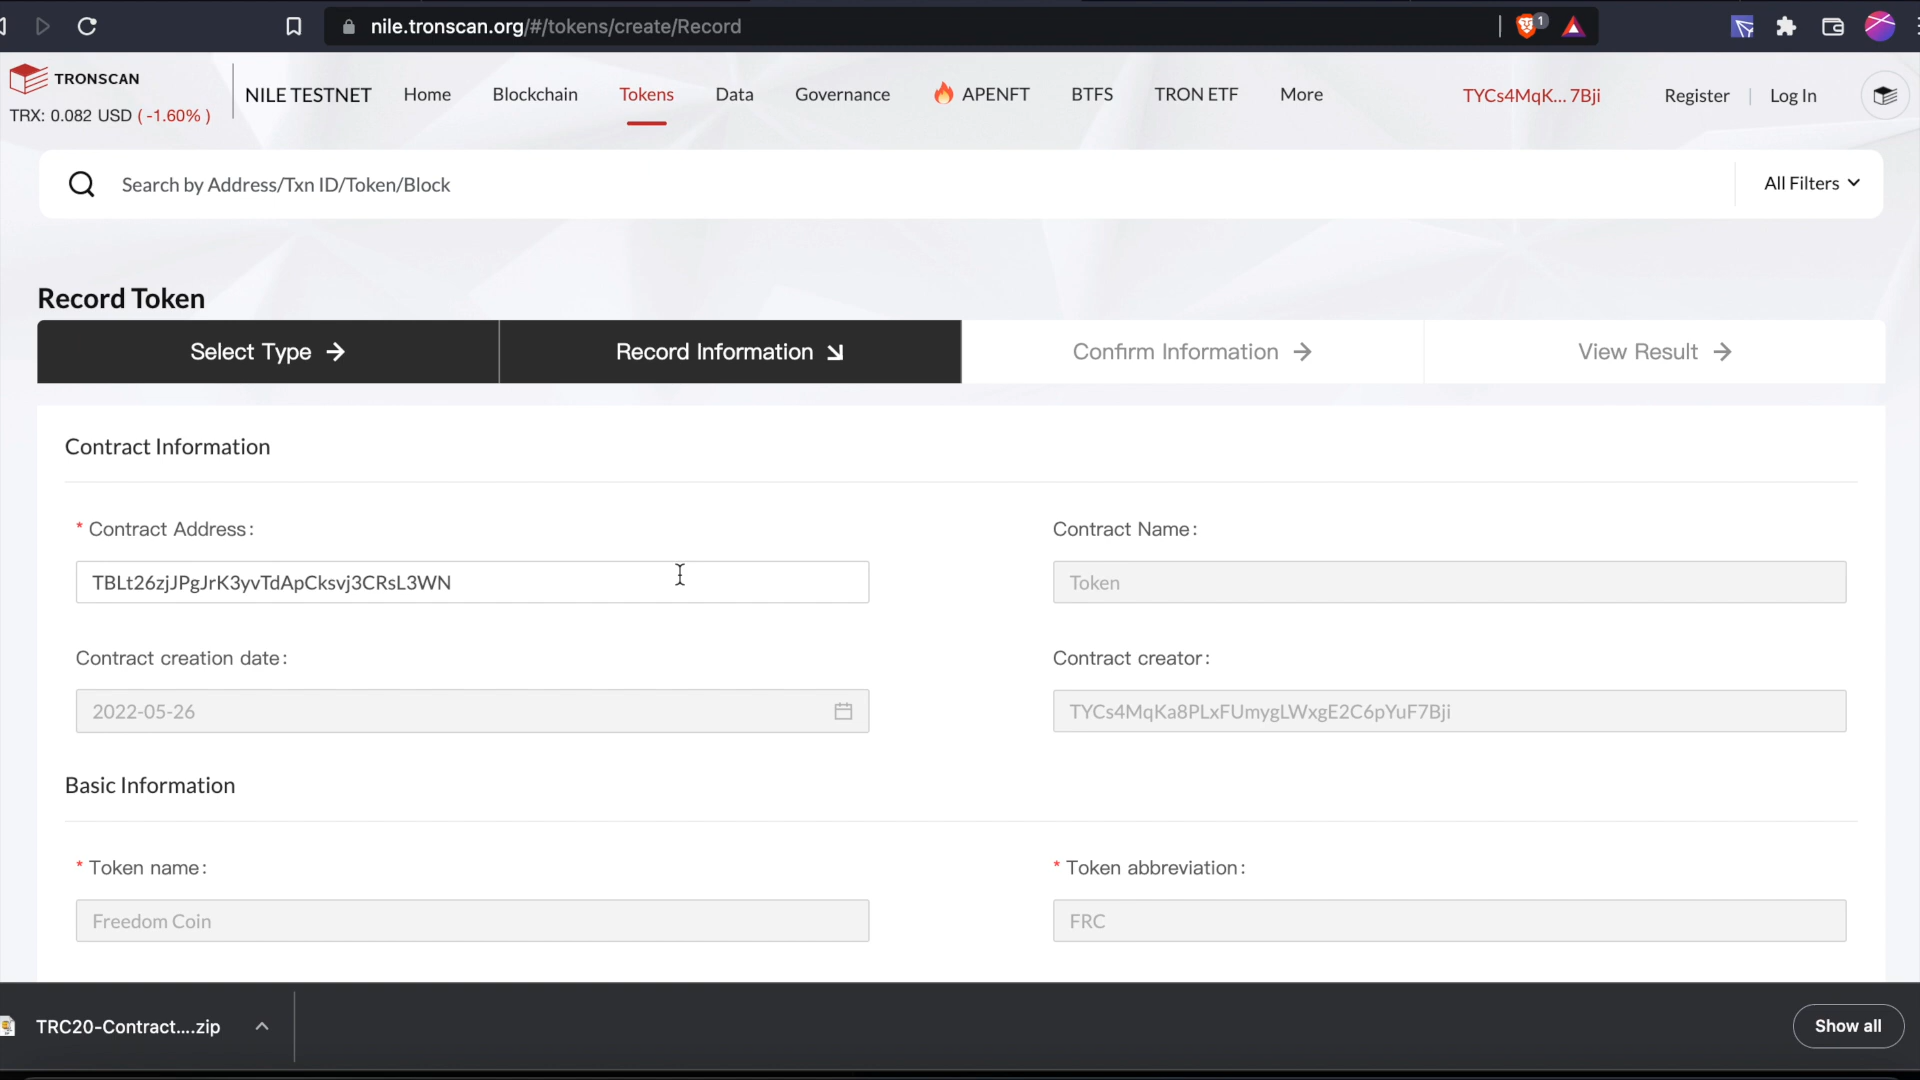 nile.tronscan.org/#/tokens/create/Record
1
TRONSCAN
TRX: 0.082 USD ( -1.60% )
NILE TESTNET
Home
Blockchain
Tokens
Data
Governance
APENFT
BTFS
TRON ETF
More
TYCs4MqK... 7Bji
Register | Log In
Search by Address/Txn ID/Token/Block
All Filters
Record Token
Select Type →
Record Information ↘
Confirm Information →
View Result →
Contract Information
* Contract Address:
Contract Name:
TBLt26zjJPgJrK3yvTdApCksvj3CRsL3WN
Token
Contract creation date:
Contract creator:
2022-05-26
TYCs4MqKa8PLxFUmygLWxgE2C6pYuF7Bji
Basic Information
* Token name:
* Token abbreviation:
Freedom Coin
FRC
TRC20-Contract....zip
Show all